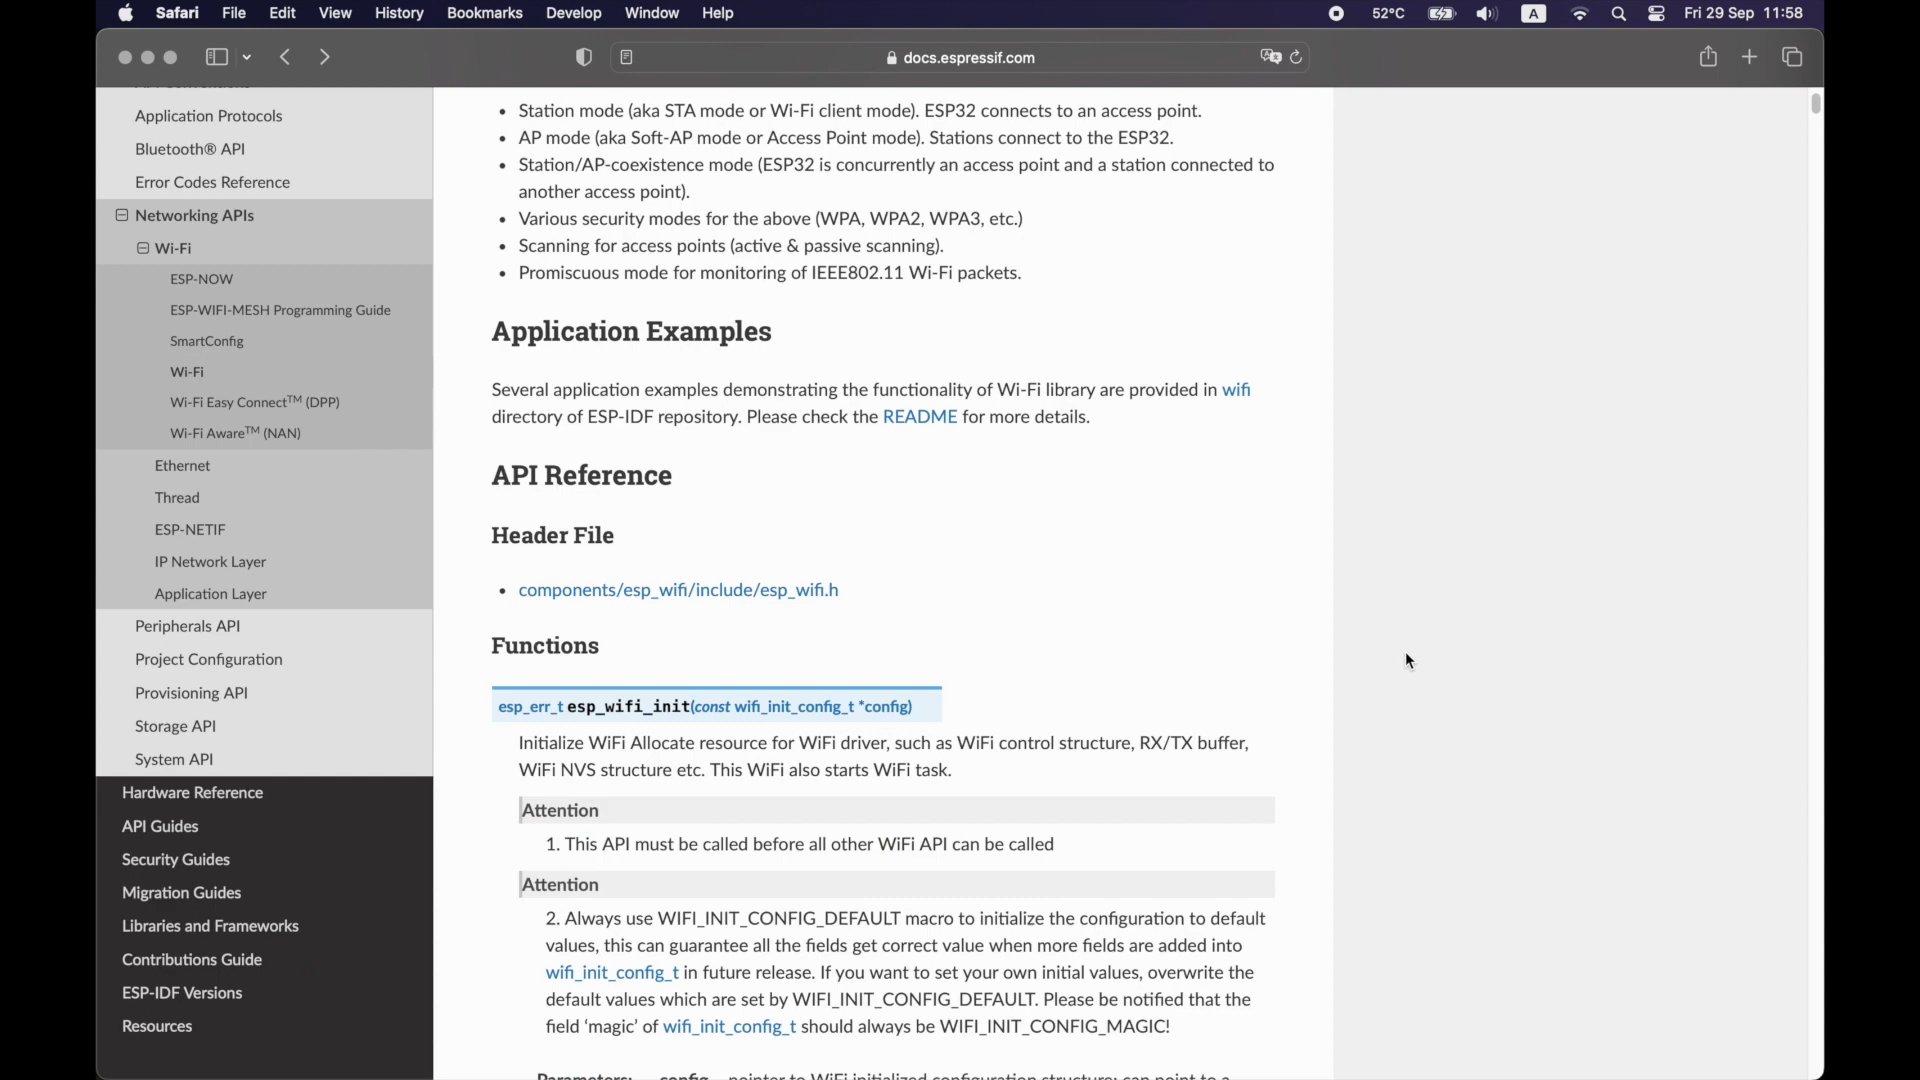 Safari File Edit View History Bookmarks Develop Window Help
52°C A Fri 29 Sep 11:58
docs.espressif.com
Application Protocols
Bluetooth® API
Error Codes Reference
Networking APIs
Wi-Fi
ESP-NOW
ESP-WIFI-MESH Programming Guide
SmartConfig
Wi-Fi
Wi-Fi Easy Connect™ (DPP)
Wi-Fi Aware™ (NAN)
Ethernet
Thread
ESP-NETIF
IP Network Layer
Application Layer
Peripherals API
Project Configuration
Provisioning API
Storage API
System API
Hardware Reference
API Guides
Security Guides
Migration Guides
Libraries and Frameworks
Contributions Guide
ESP-IDF Versions
Resources
• Station mode (aka STA mode or Wi-Fi client mode). ESP32 connects to an access point.
• AP mode (aka Soft-AP mode or Access Point mode). Stations connect to the ESP32.
• Station/AP-coexistence mode (ESP32 is concurrently an access point and a station connected to
another access point).
• Various security modes for the above (WPA, WPA2, WPA3, etc.)
• Scanning for access points (active & passive scanning).
• Promiscuous mode for monitoring of IEEE802.11 Wi-Fi packets.
Application Examples
Several application examples demonstrating the functionality of Wi-Fi library are provided in wifi
directory of ESP-IDF repository. Please check the README for more details.
API Reference
Header File
• components/esp_wifi/include/esp_wifi.h
Functions
esp_err_t esp_wifi_init(const wifi_init_config_t *config)
Initialize WiFi Allocate resource for WiFi driver, such as WiFi control structure, RX/TX buffer,
WiFi NVS structure etc. This WiFi also starts WiFi task.
Attention
1. This API must be called before all other WiFi API can be called
Attention
2. Always use WIFI_INIT_CONFIG_DEFAULT macro to initialize the configuration to default
values, this can guarantee all the fields get correct value when more fields are added into
wifi_init_config_t in future release. If you want to set your own initial values, overwrite the
default values which are set by WIFI_INIT_CONFIG_DEFAULT. Please be notified that the
field ‘magic’ of wifi_init_config_t should always be WIFI_INIT_CONFIG_MAGIC!